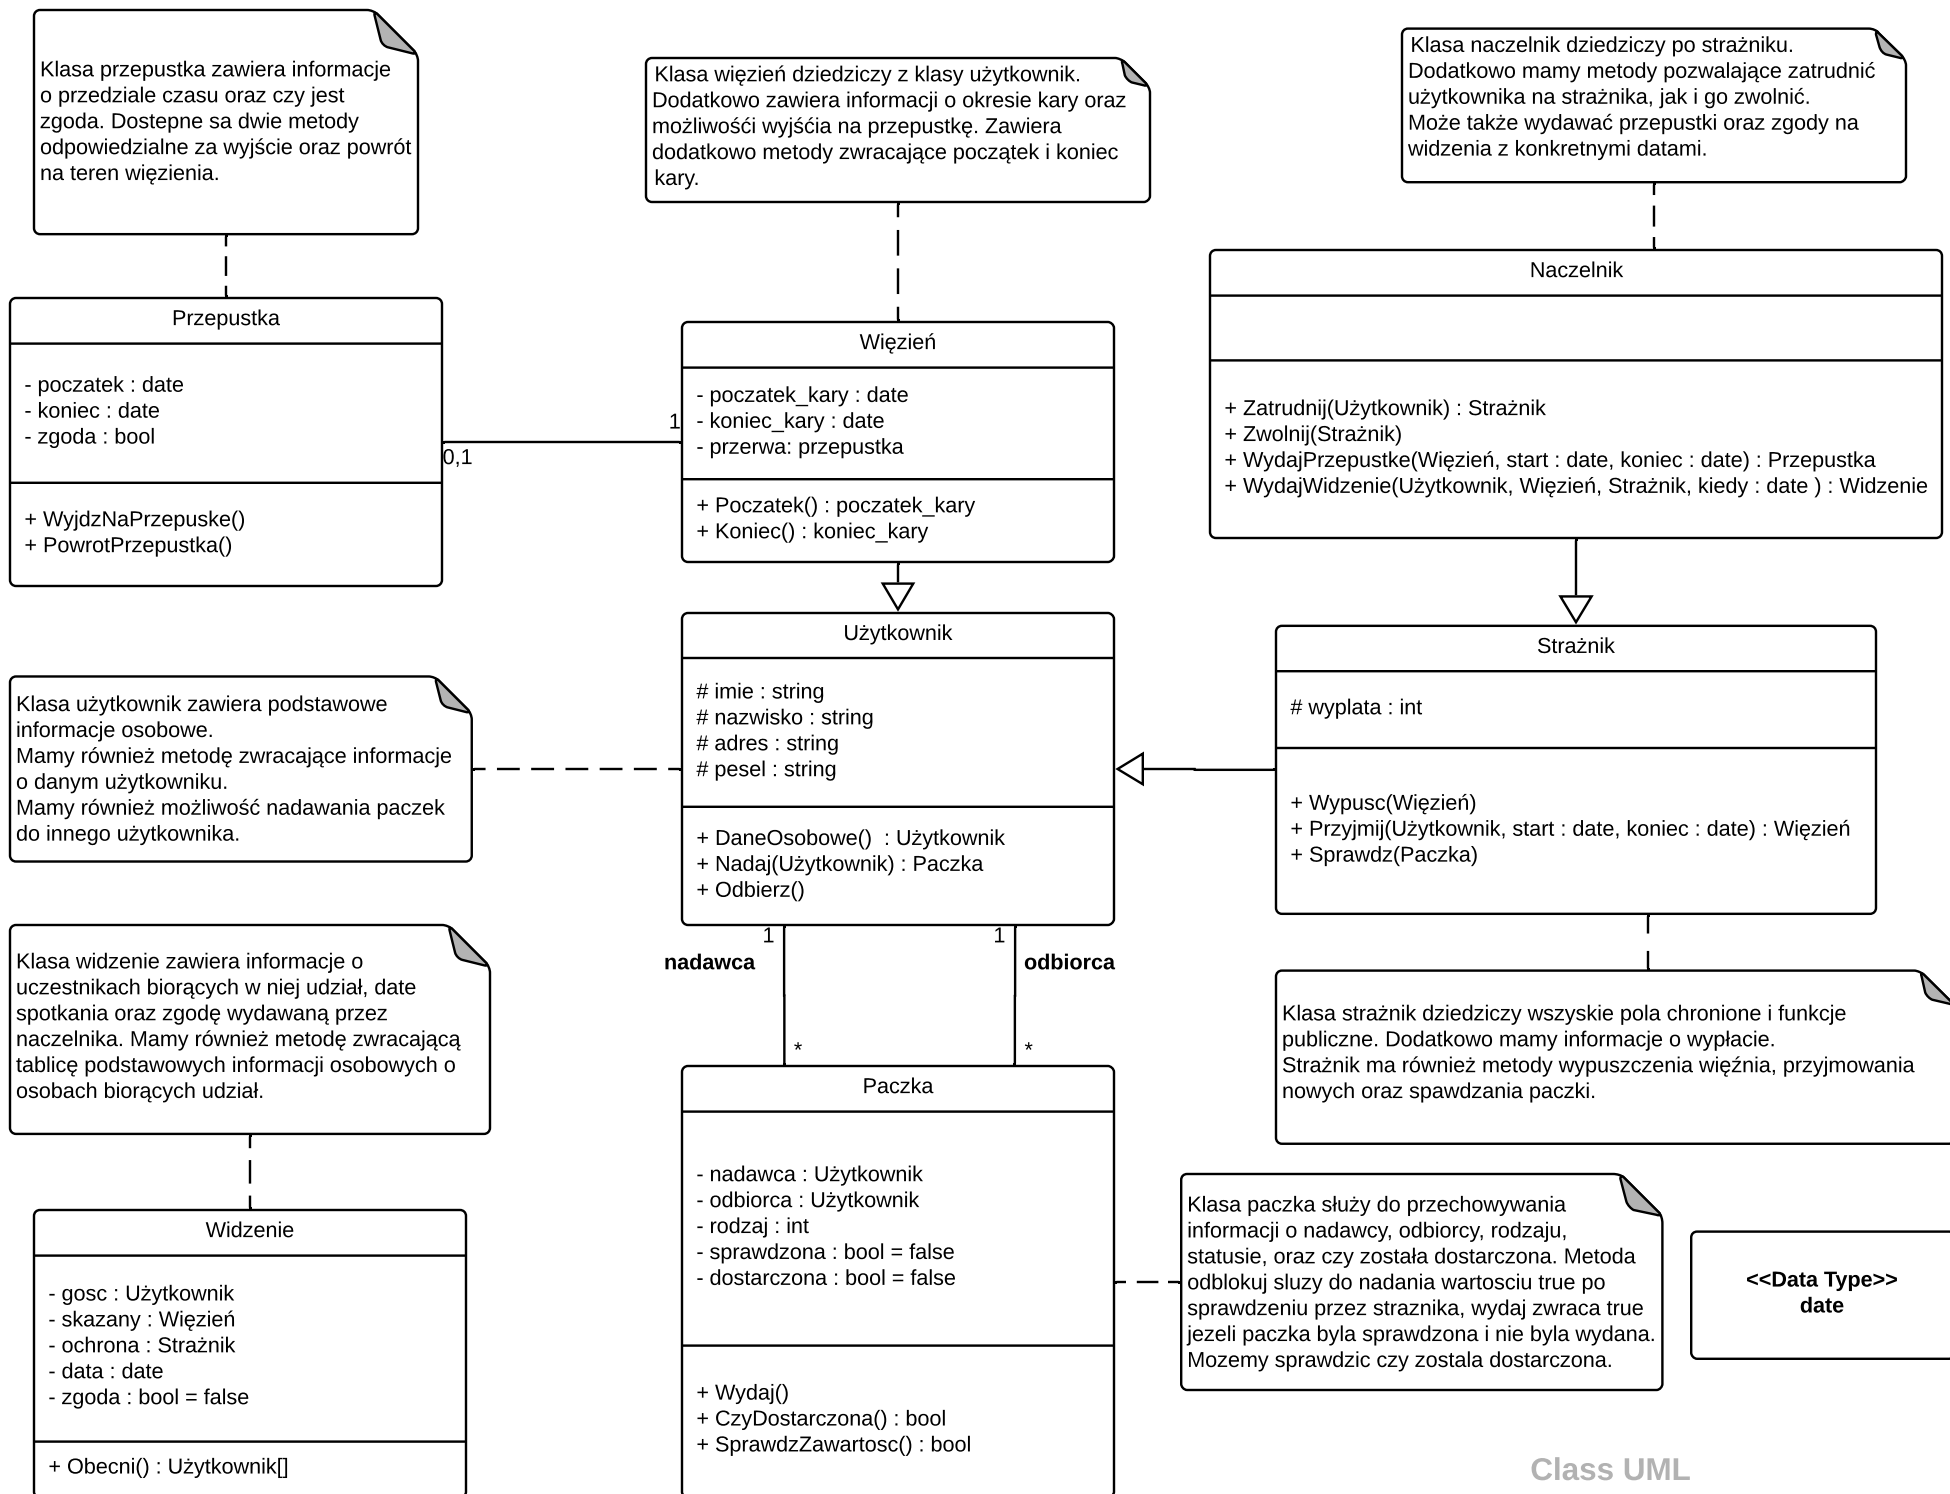 Klasa przepustka zawiera informacje
o przedziale czasu oraz czy jest
zgoda. Dostepne sa dwie metody
odpowiedzialne za wyjście oraz powrót
na teren więzienia.
Klasa więzień dziedziczy z klasy użytkownik.
Dodatkowo zawiera informacji o okresie kary oraz
możliwośći wyjśćia na przepustkę. Zawiera
dodatkowo metody zwracające początek i koniec
kary.
Klasa naczelnik dziedziczy po strażniku.
Dodatkowo mamy metody pozwalające zatrudnić
użytkownika na strażnika, jak i go zwolnić.
Może także wydawać przepustki oraz zgody na
widzenia z konkretnymi datami.
Przepustka
- poczatek : date
- koniec : date
- zgoda : bool
+ WyjdzNaPrzepuske()
+ PowrotPrzepustka()
0,1
1
Więzień
- poczatek_kary : date
- koniec_kary : date
- przerwa: przepustka
+ Poczatek() : poczatek_kary
+ Koniec() : koniec_kary
Naczelnik
+ Zatrudnij(Użytkownik) : Strażnik
+ Zwolnij(Strażnik)
+ WydajPrzepustke(Więzień, start : date, koniec : date) : Przepustka
+ WydajWidzenie(Użytkownik, Więzień, Strażnik, kiedy : date ) : Widzenie
Klasa użytkownik zawiera podstawowe
informacje osobowe.
Mamy również metodę zwracające informacje
o danym użytkowniku.
Mamy również możliwość nadawania paczek
do innego użytkownika.
Użytkownik
# imie : string
# nazwisko : string
# adres : string
# pesel : string
+ DaneOsobowe()  : Użytkownik
+ Nadaj(Użytkownik) : Paczka
+ Odbierz()
Strażnik
# wyplata : int
+ Wypusc(Więzień)
+ Przyjmij(Użytkownik, start : date, koniec : date) : Więzień
+ Sprawdz(Paczka)
1
nadawca
*
1
odbiorca
*
Klasa widzenie zawiera informacje o
uczestnikach biorących w niej udział, date
spotkania oraz zgodę wydawaną przez
naczelnika. Mamy również metodę zwracającą
tablicę podstawowych informacji osobowych o
osobach biorących udział.
Klasa strażnik dziedziczy wszyskie pola chronione i funkcje
publiczne. Dodatkowo mamy informacje o wypłacie.
Strażnik ma również metody wypuszczenia więźnia, przyjmowania
nowych oraz spawdzania paczki.
Widzenie
- gosc : Użytkownik
- skazany : Więzień
- ochrona : Strażnik
- data : date
- zgoda : bool = false
+ Obecni() : Użytkownik[]
Paczka
- nadawca : Użytkownik
- odbiorca : Użytkownik
- rodzaj : int
- sprawdzona : bool = false
- dostarczona : bool = false
+ Wydaj()
+ CzyDostarczona() : bool
+ SprawdzZawartosc() : bool
Klasa paczka służy do przechowywania
informacji o nadawcy, odbiorcy, rodzaju,
statusie, oraz czy została dostarczona. Metoda
odblokuj sluzy do nadania wartosciu true po
sprawdzeniu przez straznika, wydaj zwraca true
jezeli paczka byla sprawdzona i nie byla wydana.
Mozemy sprawdzic czy zostala dostarczona.
<<Data Type>>
date
Class UML